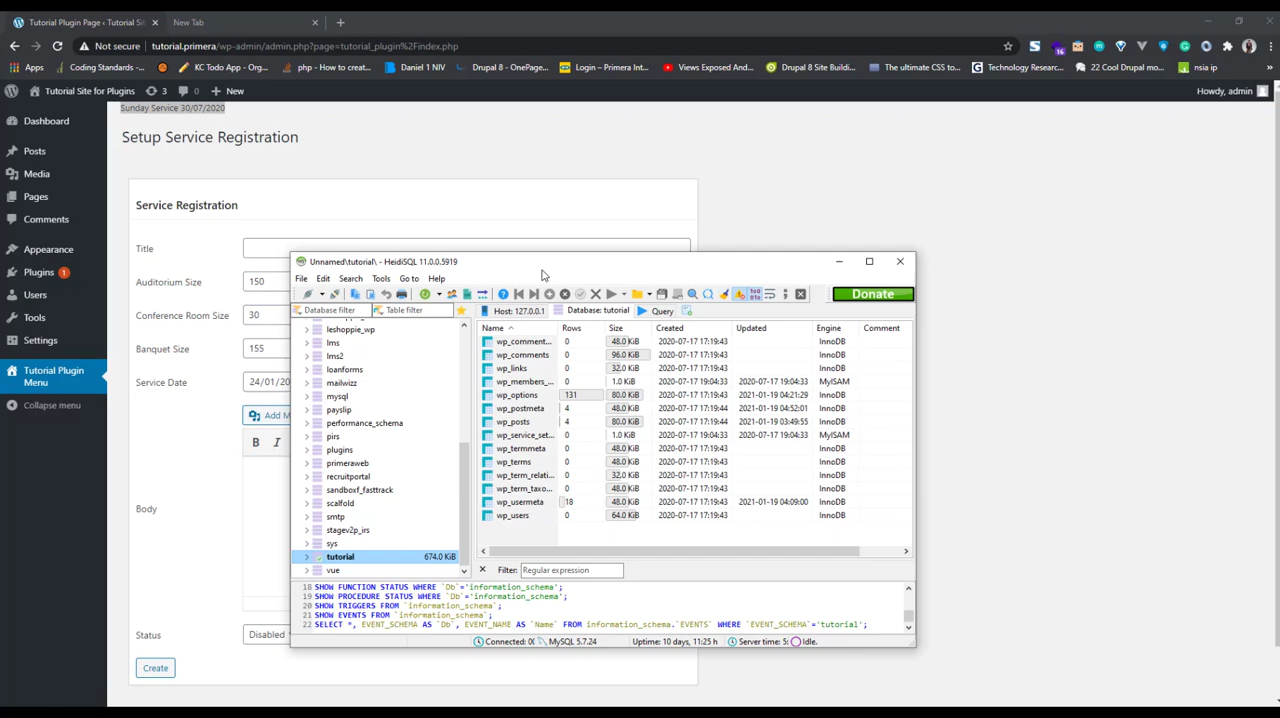 Tutorial Plugin Page ‹ Tutorial Sit
New Tab
Not secure
tutorial.primera/wp-admin/admin.php?page=tutorial_plugin%2Findex.php
Apps
Coding Standards -...
KC Todo App - Org...
php - How to create...
Daniel 1 NIV
Drupal 8 - OnePage...
Login – Primera Int...
Views Exposed And...
Drupal 8 Site Buildi...
The ultimate CSS to...
Technology Researc...
22 Cool Drupal mo...
nsia ip
Tutorial Site for Plugins
3
0
New
Howdy, admin
Dashboard
Posts
Media
Pages
Comments
Appearance
Plugins 1
Users
Tools
Settings
Tutorial Plugin
Menu
Collapse menu
Sunday Service 30/07/2020
Setup Service Registration
Service Registration
Title
Auditorium Size 150
Conference Room Size 30
Banquet Size 155
Service Date 24/01/20
Add M
B I
Body
Status Disabled
Create
Unnamed\tutorial\ - HeidiSQL 11.0.0.5919
File Edit Search Tools Go to Help
Donate
Database filter Table filter
Host: 127.0.0.1 Database: tutorial Query
leshoppie_wp
lms
lms2
loanforms
mailwizz
mysql
payslip
performance_schema
pirs
plugins
primeraweb
recruitportal
sandboxf_fasttrack
scalfold
smtp
stagev2p_irs
sys
tutorial 674.0 KiB
vue
Name Rows Size Created Updated Engine Comment
wp_comment... 0 48.0 KiB 2020-07-17 17:19:43 InnoDB
wp_comments 0 96.0 KiB 2020-07-17 17:19:43 InnoDB
wp_links 0 32.0 KiB 2020-07-17 17:19:43 InnoDB
wp_members_... 0 1.0 KiB 2020-07-17 19:04:33 2020-07-17 19:04:33 MyISAM
wp_options 131 80.0 KiB 2020-07-17 17:19:43 2021-01-19 04:21:29 InnoDB
wp_postmeta 4 48.0 KiB 2020-07-17 17:19:44 2021-01-19 04:52:01 InnoDB
wp_posts 4 80.0 KiB 2020-07-17 17:19:44 2021-01-19 03:49:55 InnoDB
wp_service_set... 0 1.0 KiB 2020-07-17 19:04:33 2020-07-17 19:04:33 MyISAM
wp_termmeta 0 48.0 KiB 2020-07-17 17:19:43 InnoDB
wp_terms 0 48.0 KiB 2020-07-17 17:19:43 InnoDB
wp_term_relati... 0 32.0 KiB 2020-07-17 17:19:43 InnoDB
wp_term_taxo... 0 48.0 KiB 2020-07-17 17:19:43 InnoDB
wp_usermeta 18 48.0 KiB 2020-07-17 17:19:43 2021-01-19 04:09:00 InnoDB
wp_users 0 64.0 KiB 2020-07-17 17:19:43 InnoDB
Filter: Regular expression
18 SHOW FUNCTION STATUS WHERE `Db`='information_schema';
19 SHOW PROCEDURE STATUS WHERE `Db`='information_schema';
20 SHOW TRIGGERS FROM `information_schema`;
21 SHOW EVENTS FROM `information_schema`;
22 SELECT *, EVENT_SCHEMA AS `Db`, EVENT_NAME AS `Name` FROM information_schema.`EVENTS` WHERE `EVENT_SCHEMA`='tutorial';
Connected: 00 MySQL 5.7.24 Uptime: 10 days, 11:25 h Server time: 5: Idle.